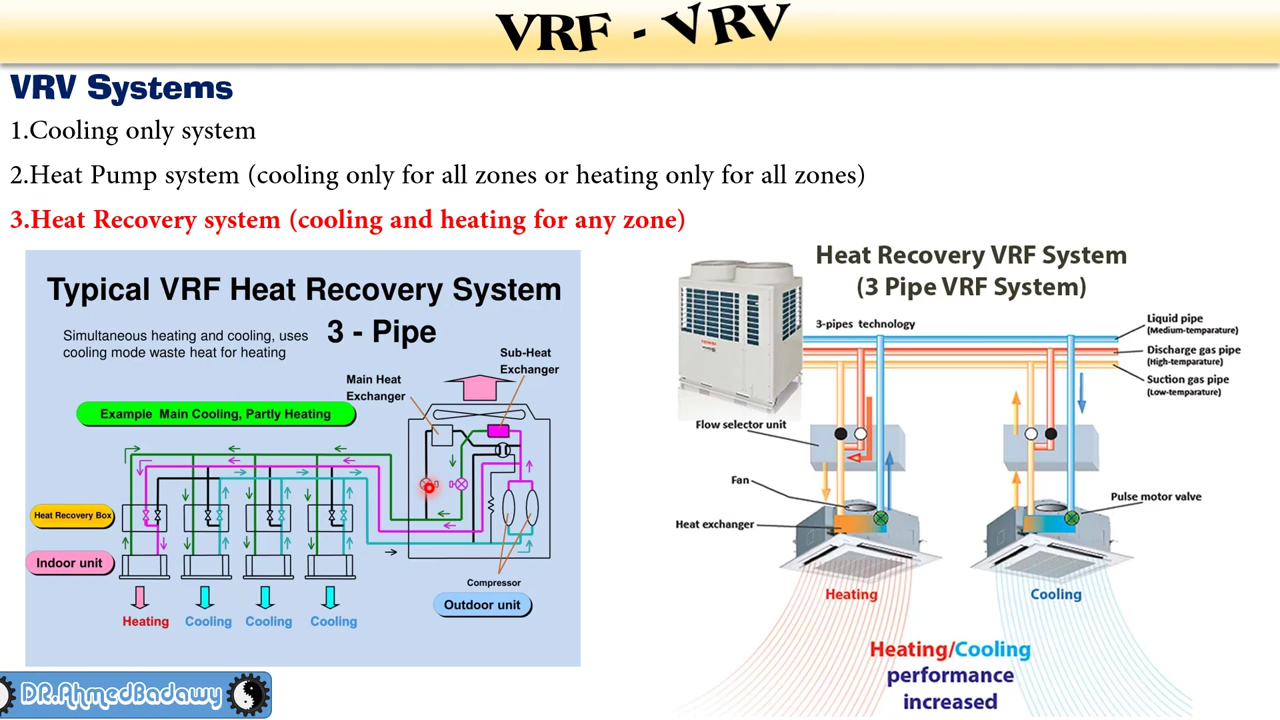 VRF - VRV
VRV Systems
1.Cooling only system
2.Heat Pump system (cooling only for all zones or heating only for all zones)
3.Heat Recovery system (cooling and heating for any zone)
Typical VRF Heat Recovery System
3 - Pipe
Simultaneous heating and cooling, uses
cooling mode waste heat for heating
Sub-Heat
Exchanger
Main Heat
Exchanger
Example Main Cooling, Partly Heating
Heat Recovery Box
Indoor unit
Compressor
Outdoor unit
Heating
Cooling
Cooling
Cooling
Heat Recovery VRF System
(3 Pipe VRF System)
3-pipes technology
Liquid pipe
(Medium-temparature)
Discharge gas pipe
(High-temparature)
Suction gas pipe
(Low-temparature)
Flow selector unit
Fan
Heat exchanger
Pulse motor valve
Heating
Cooling
Heating/Cooling
performance
increased
DR.AhmedBadawy